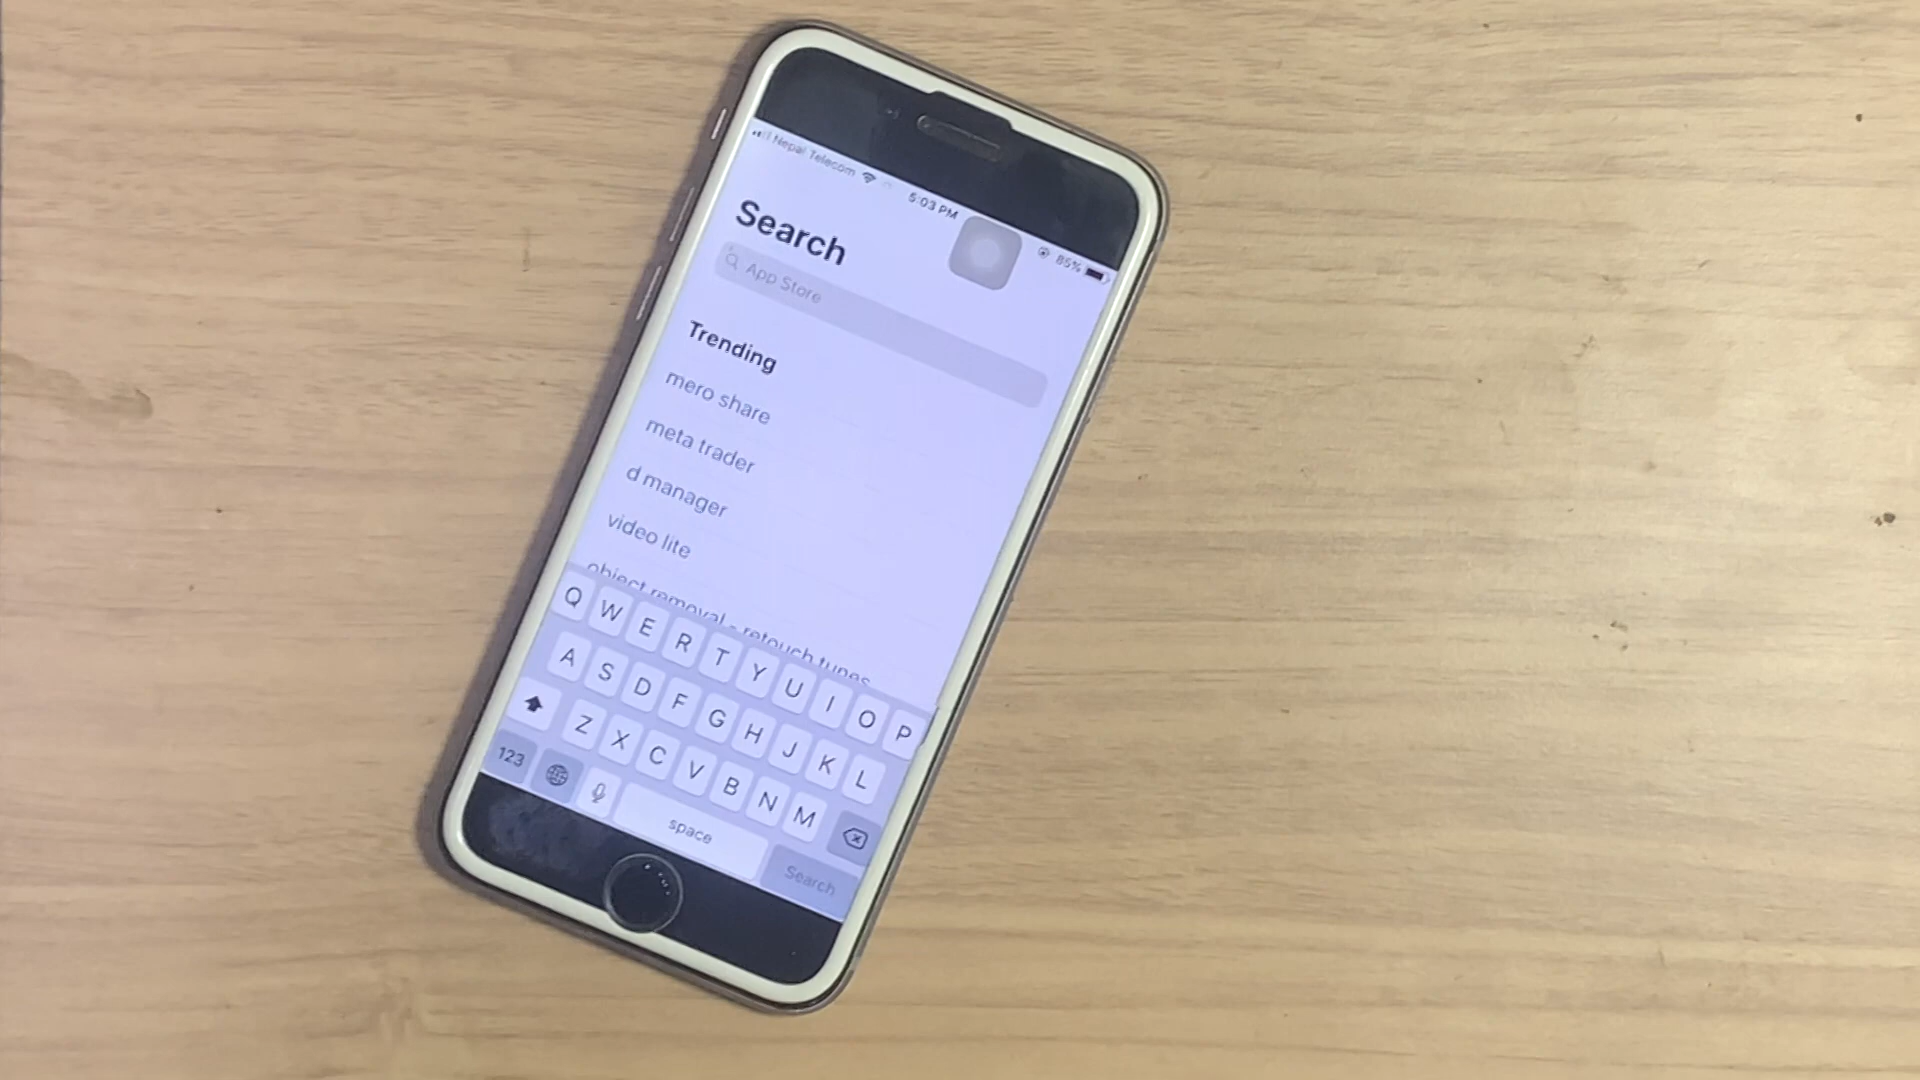 Nepal Telecom 5:03 PM 85%
Search
App Store
Trending
mero share
meta trader
d manager
video lite
object removal - retouch tunes
Q W E R T Y U I O P
A S D F G H J K L
Z X C V B N M
123 space Search